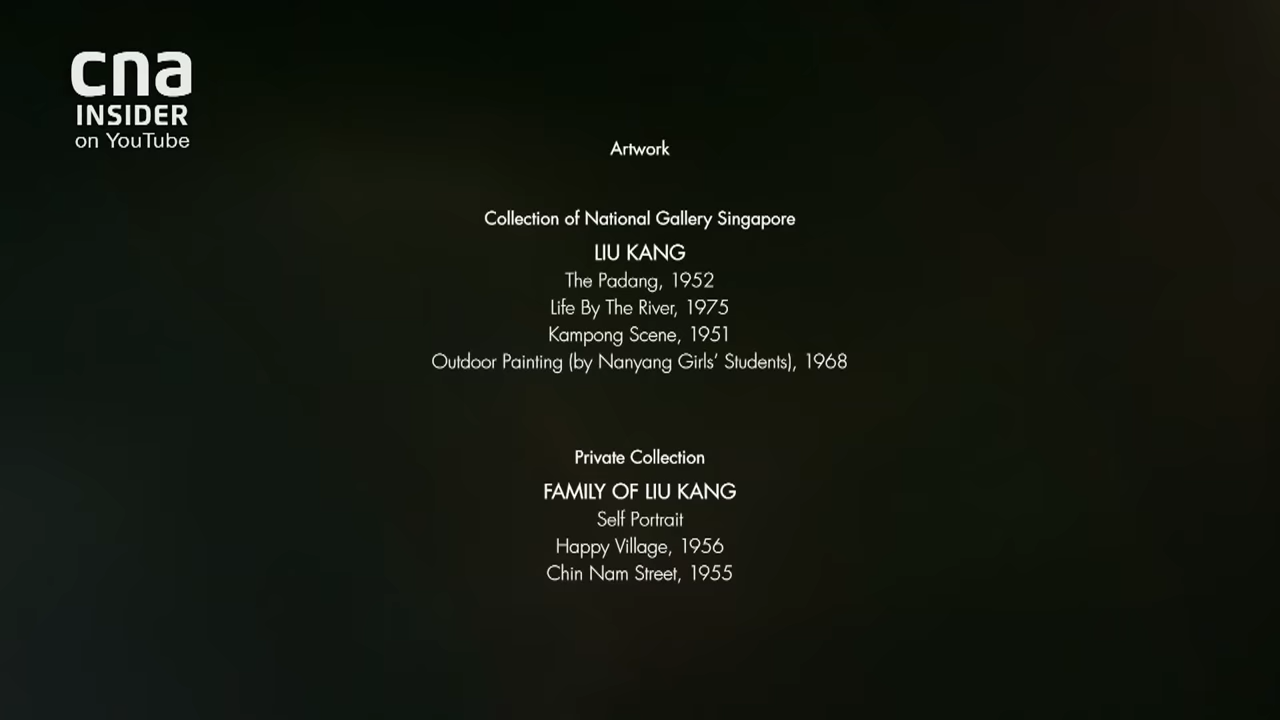 cna
INSIDER
on YouTube
Artwork
Collection of National Gallery Singapore
LIU KANG
The Padang, 1952
Life By The River, 1975
Kampong Scene, 1951
Outdoor Painting (by Nanyang Girls’ Students), 1968
Private Collection
FAMILY OF LIU KANG
Self Portrait
Happy Village, 1956
Chin Nam Street, 1955